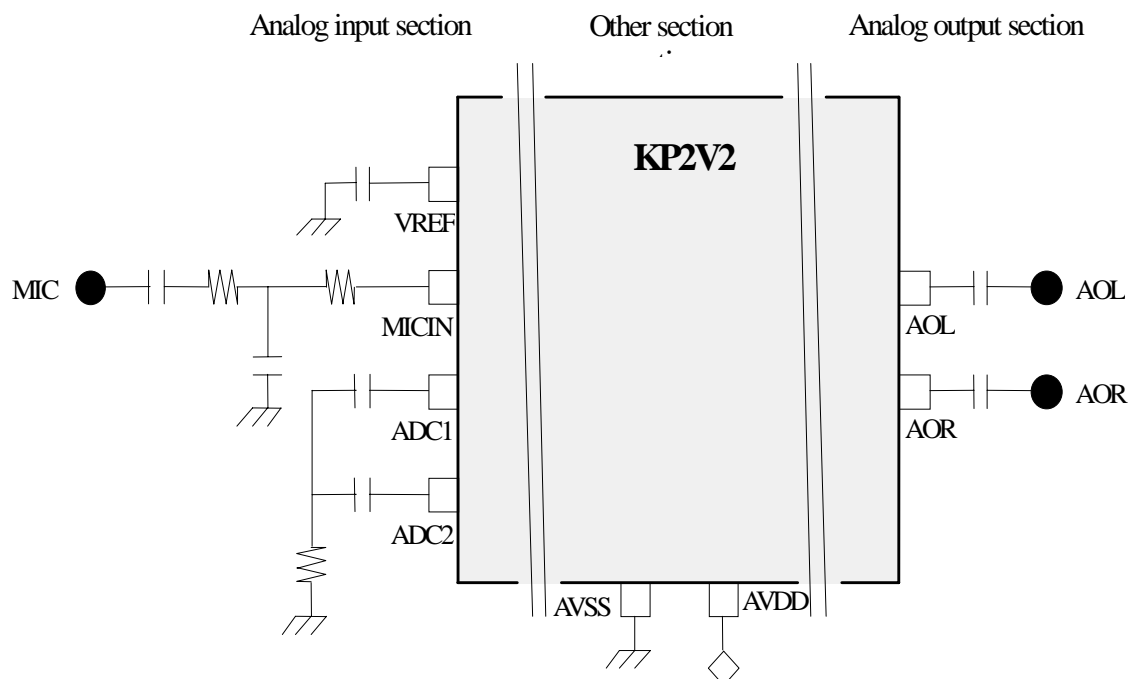 Analog input section
Other section
Analog output section
KP2V2
VREF
MIC
MICIN
AOL
AOL
ADC1
AOR
AOR
ADC2
AVSS
AVDD